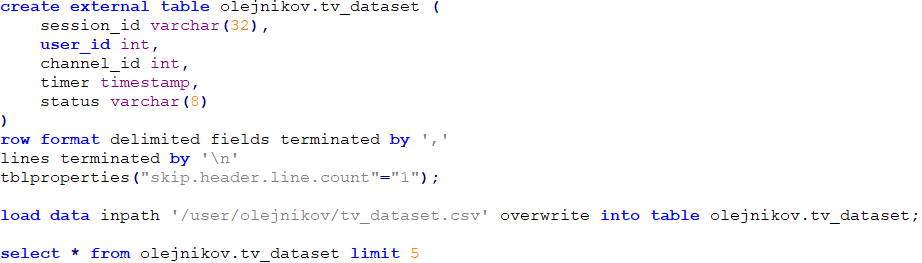 create external table olejnikov.tv_dataset (
    session_id varchar(32),
    user_id int,
    channel_id int,
    timer timestamp,
    status varchar(8)
)
row format delimited fields terminated by ','
lines terminated by '\n'
tblproperties("skip.header.line.count"="1");

load data inpath '/user/olejnikov/tv_dataset.csv' overwrite into table olejnikov.tv_dataset;

select * from olejnikov.tv_dataset limit 5